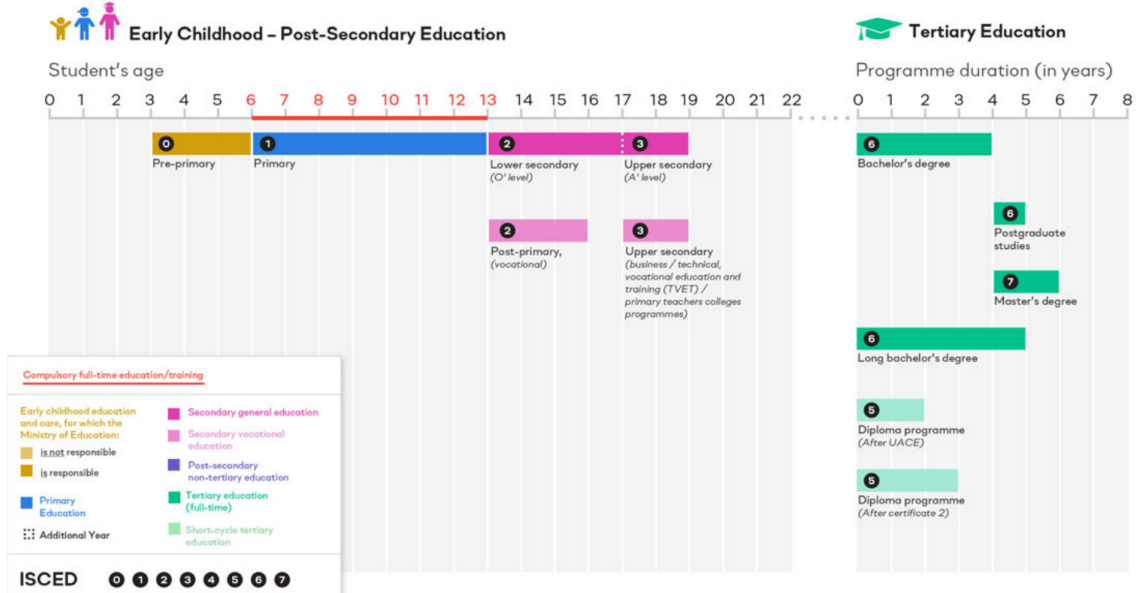 Early Childhood – Post-Secondary Education
Student's age
0 1 2 3 4 5 6 7 8 9 10 11 12 13 14 15 16 17 18 19 20 21 22
0
Pre-primary
1
Primary
2
Lower secondary
(O' level)
3
Upper secondary
(A' level)
2
Post-primary,
(vocational)
3
Upper secondary
(business / technical,
vocational education and
training (TVET) /
primary teachers colleges
programmes)
Tertiary Education
Programme duration (in years)
0 1 2 3 4 5 6 7 8
6
Bachelor's degree
6
Postgraduate
studies
7
Master's degree
6
Long bachelor's degree
5
Diploma programme
(After UACE)
5
Diploma programme
(After certificate 2)
Compulsory full-time education/training
Early childhood education
and care, for which the
Ministry of Education:
is not responsible
is responsible
Primary
Education
Additional Year
Secondary general education
Secondary vocational
education
Post-secondary
non-tertiary education
Tertiary education
(full-time)
Short-cycle tertiary
education
ISCED 0 1 2 3 4 5 6 7